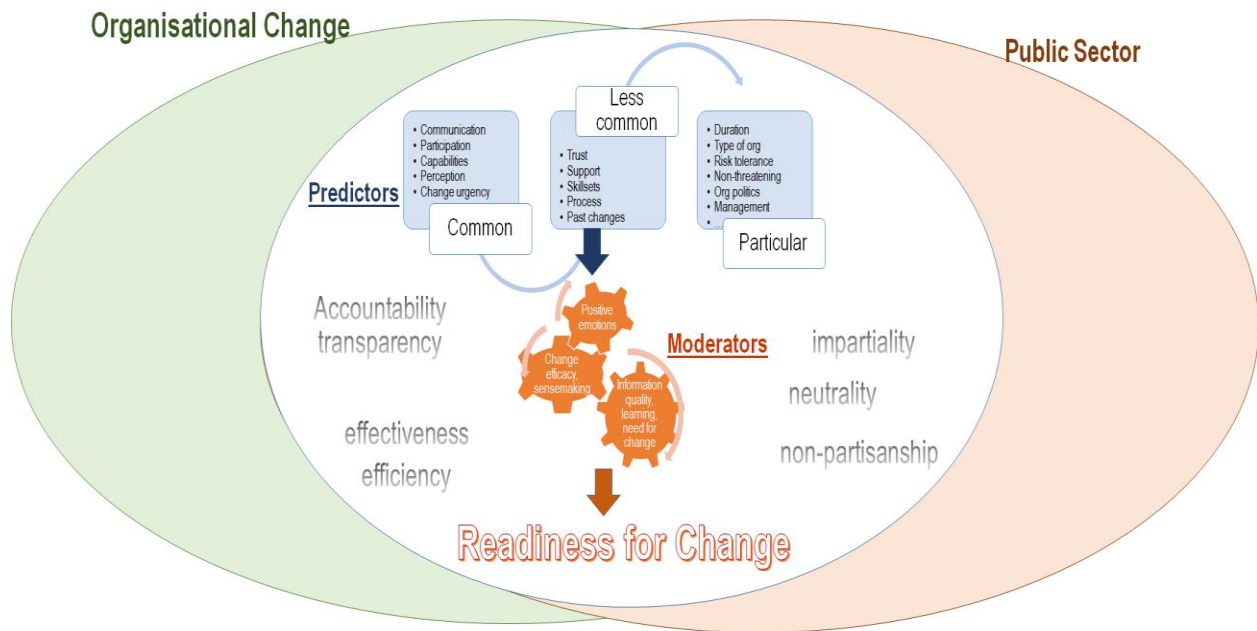 Organisational Change
Public Sector
Predictors
• Communication
• Participation
• Capabilities
• Perception
• Change urgency
Common
Less
common
• Trust
• Support
• Skillsets
• Process
• Past changes
• Duration
• Type of org
• Risk tolerance
• Non-threatening
• Org politics
• Management
• ...
Particular
Accountability
transparency
effectiveness
efficiency
Positive
emotions
Change
efficacy,
sensemaking
Information
quality,
learning,
need for
change
Moderators
impartiality
neutrality
non-partisanship
Readiness for Change